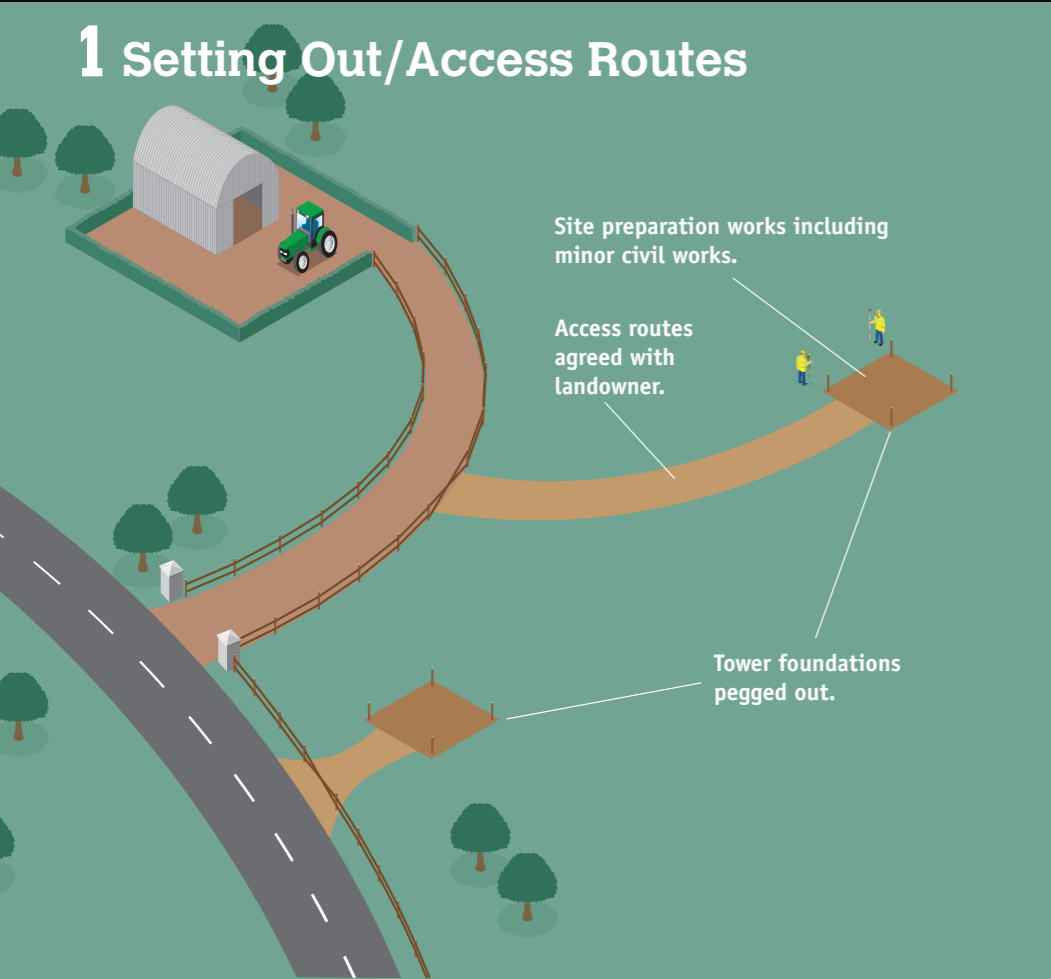 1 Setting Out/Access Routes
Site preparation works including
minor civil works.
Access routes
agreed with
landowner.
Tower foundations
pegged out.